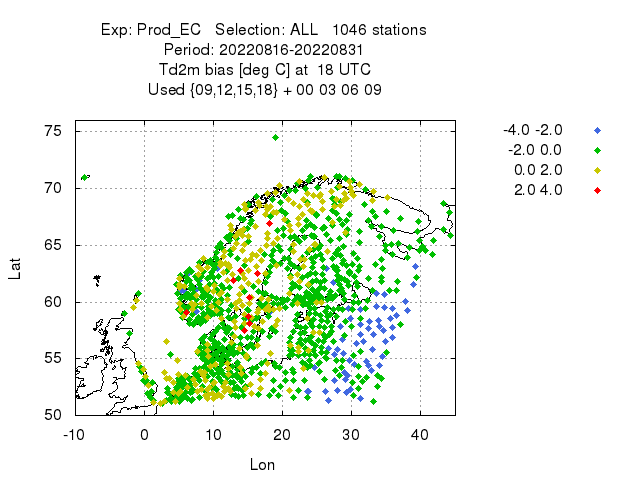 Exp: Prod_EC   Selection: ALL   1046 stations
Period: 20220816-20220831
Td2m bias [deg C] at  18 UTC
Used {09,12,15,18} + 00 03 06 09
-4.0 -2.0
-2.0 0.0
0.0 2.0
2.0 4.0
75
70
65
60
55
50
Lat
-10 0 10 20 30 40
Lon